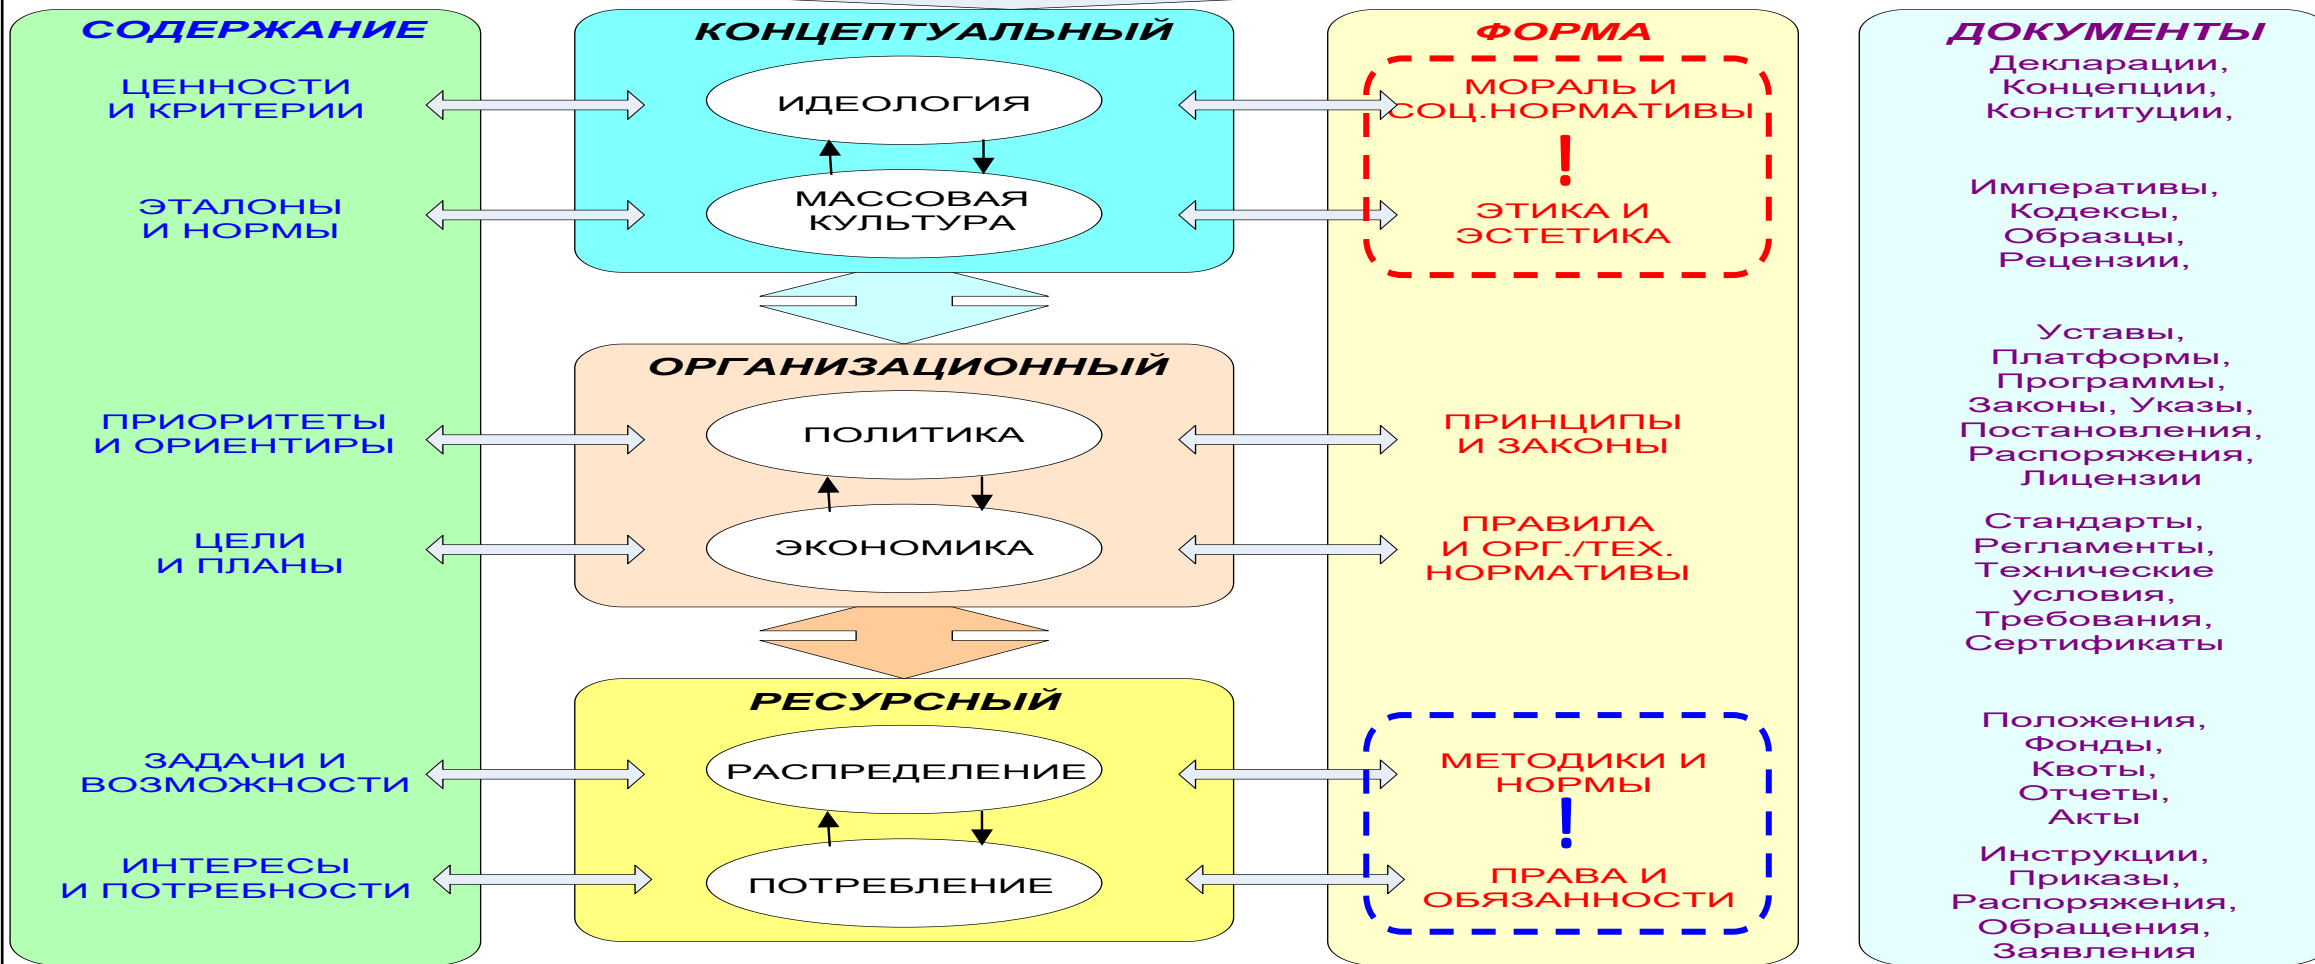 СОДЕРЖАНИЕ
ЦЕННОСТИ
И КРИТЕРИИ
ЭТАЛОНЫ
И НОРМЫ
ПРИОРИТЕТЫ
И ОРИЕНТИРЫ
ЦЕЛИ
И ПЛАНЫ
ЗАДАЧИ И
ВОЗМОЖНОСТИ
ИНТЕРЕСЫ
И ПОТРЕБНОСТИ
КОНЦЕПТУАЛЬНЫЙ
ИДЕОЛОГИЯ
МАССОВАЯ
КУЛЬТУРА
ОРГАНИЗАЦИОННЫЙ
ПОЛИТИКА
ЭКОНОМИКА
РЕСУРСНЫЙ
РАСПРЕДЕЛЕНИЕ
ПОТРЕБЛЕНИЕ
ФОРМА
МОРАЛЬ И
СОЦ.НОРМАТИВЫ
!
ЭТИКА И
ЭСТЕТИКА
ПРИНЦИПЫ
И ЗАКОНЫ
ПРАВИЛА
И ОРГ./ТЕХ.
НОРМАТИВЫ
МЕТОДИКИ И
НОРМЫ
!
ПРАВА И
ОБЯЗАННОСТИ
ДОКУМЕНТЫ
Декларации,
Концепции,
Конституции,
Императивы,
Кодексы,
Образцы,
Рецензии,
Уставы,
Платформы,
Программы,
Законы, Указы,
Постановления,
Распоряжения,
Лицензии
Стандарты,
Регламенты,
Технические
условия,
Требования,
Сертификаты
Положения,
Фонды,
Квоты,
Отчеты,
Акты
Инструкции,
Приказы,
Распоряжения,
Обращения,
Заявления